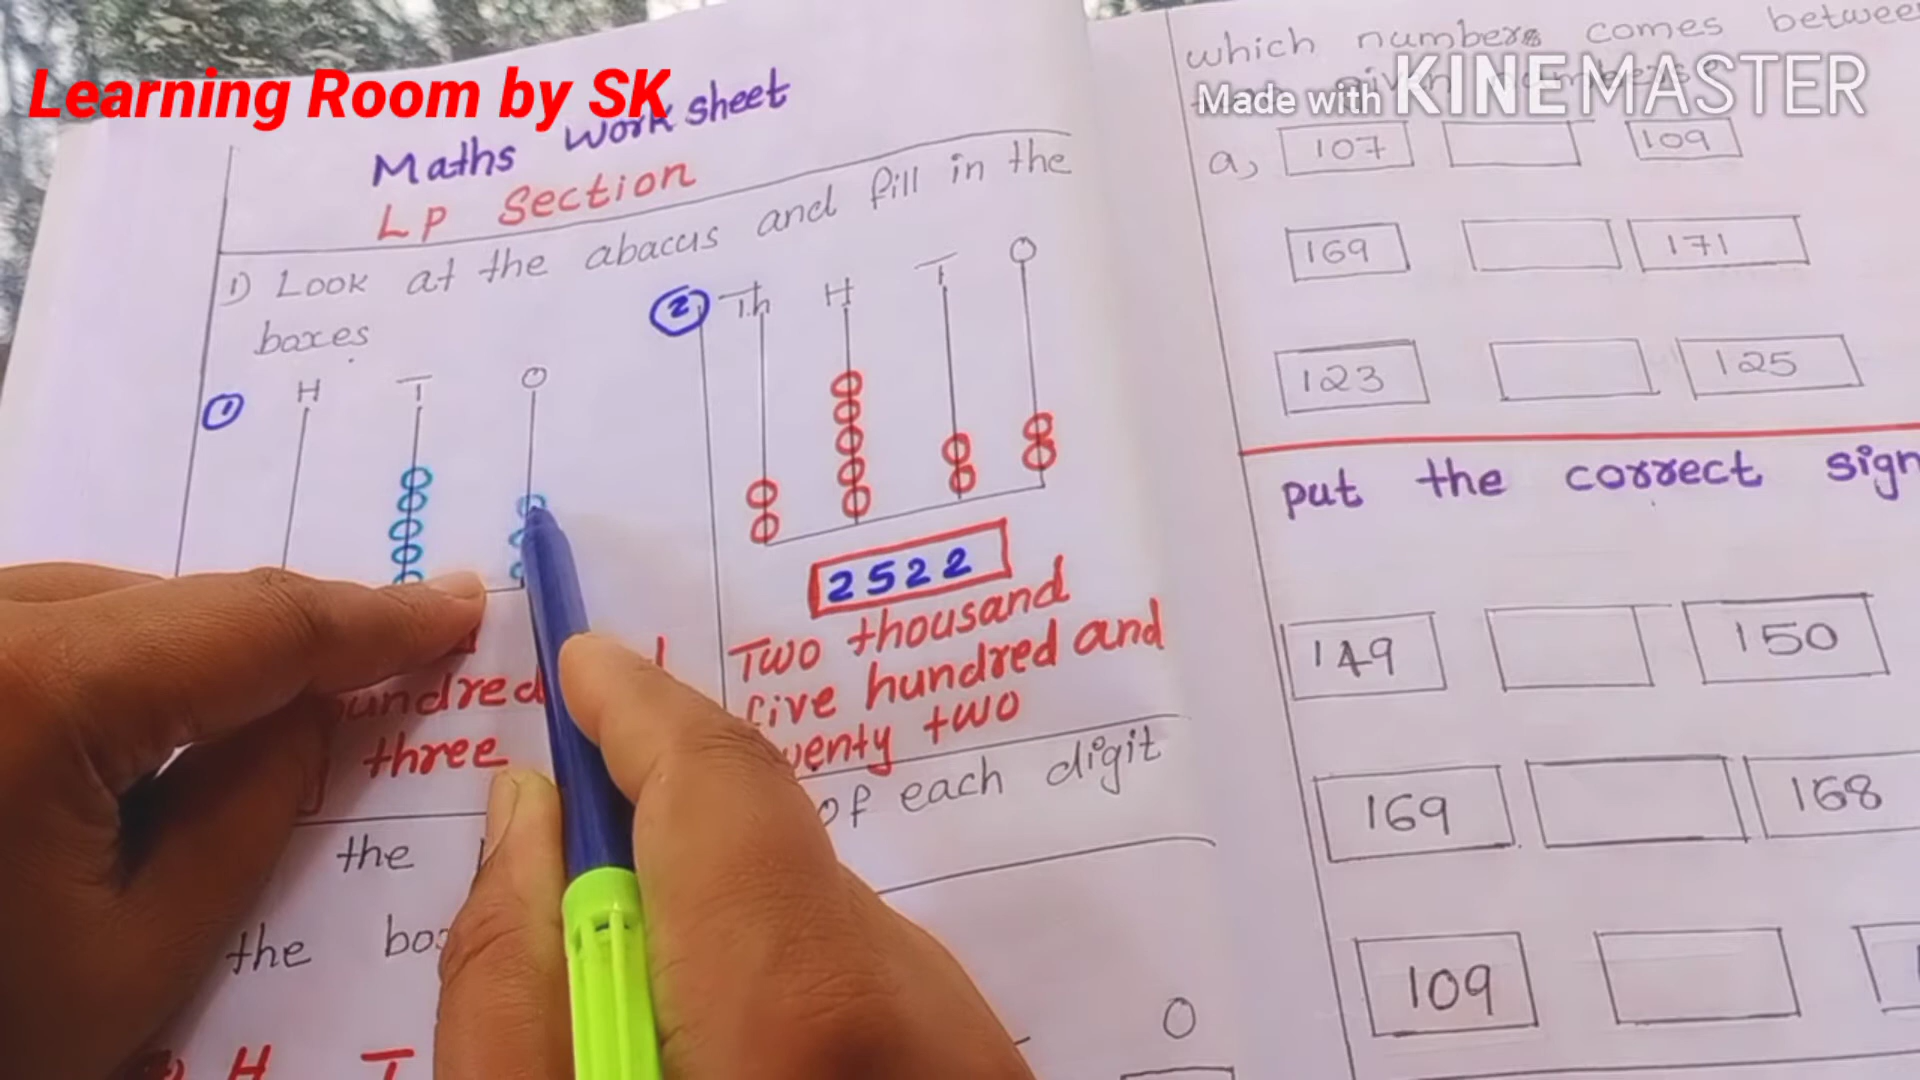 Learning Room by SK
Made with KINEMASTER
Maths Work sheet
LP Section
1) Look at the abacus and fill in the
boxes
1 H T O
2 Th H T O
2522
Two thousand
five hundred and
twenty two
three
of each digit
the
the
H T
O
which numbers comes between
given numbers
a, 107 109
169 171
123 125
put the correct sign
149 150
169 168
109